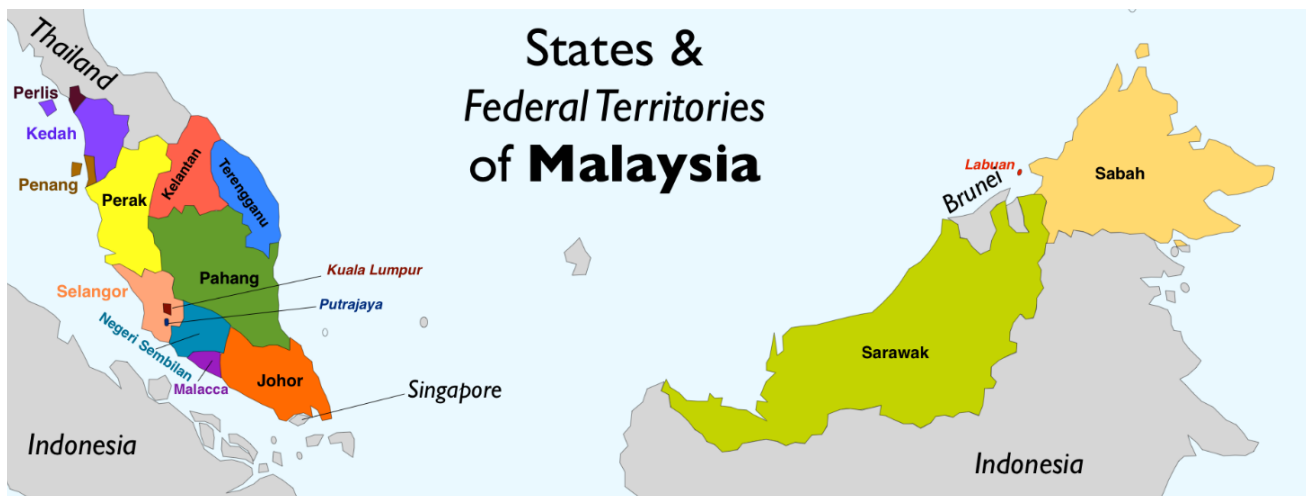 States &
Federal Territories
of Malaysia
Thailand
Perlis
Kedah
Penang
Perak
Kelantan
Terengganu
Pahang
Selangor
Kuala Lumpur
Putrajaya
Negeri Sembilan
Malacca
Johor
Singapore
Indonesia
Labuan
Brunei
Sabah
Sarawak
Indonesia